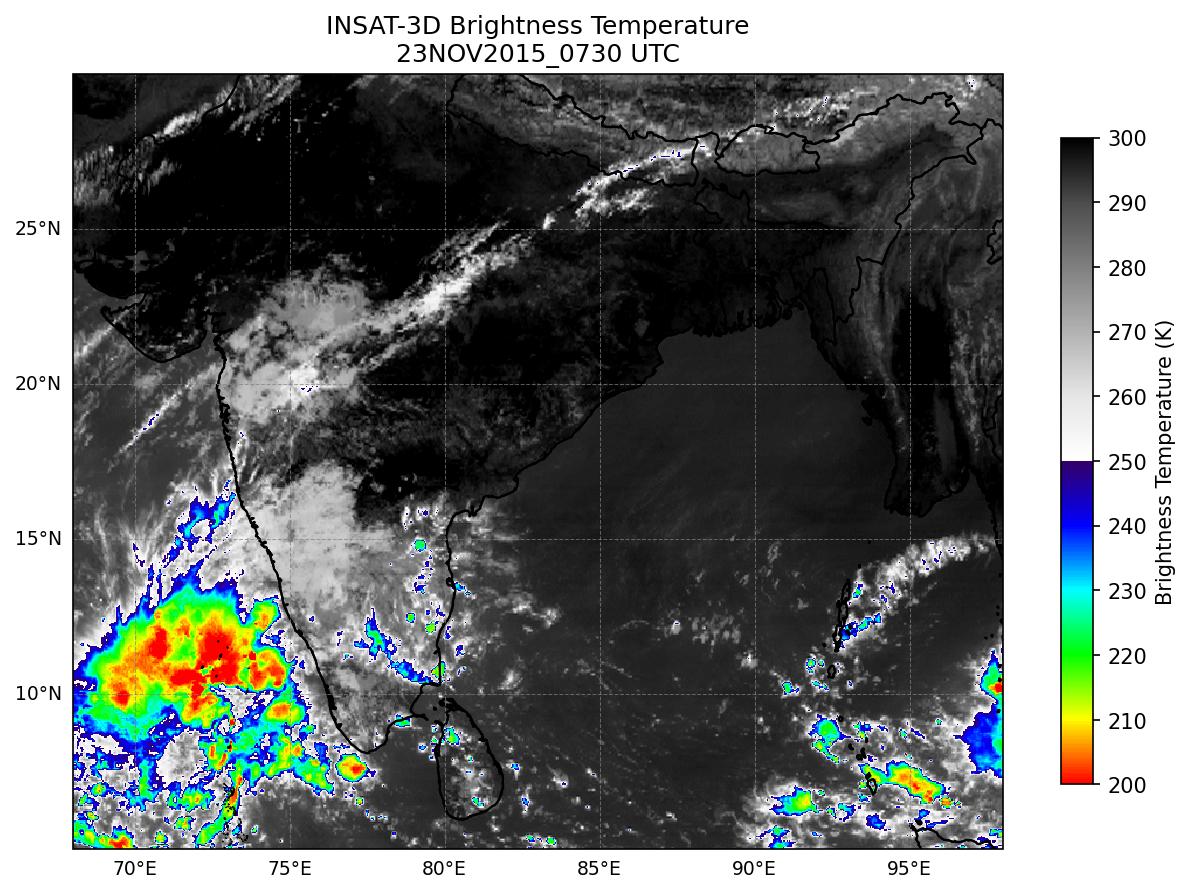 INSAT-3D Brightness Temperature
23NOV2015_0730 UTC
25°N
20°N
15°N
10°N
70°E
75°E
80°E
85°E
90°E
95°E
300
290
280
270
260
250
240
230
220
210
200
Brightness Temperature (K)